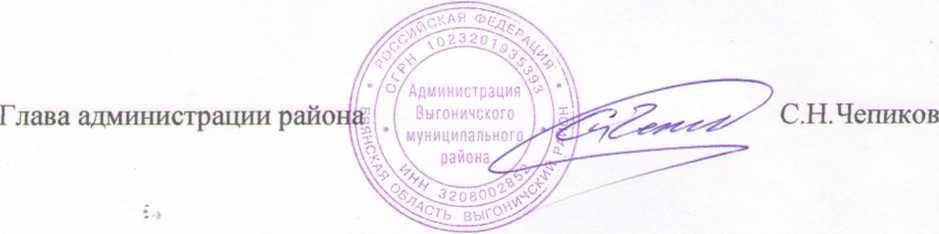 Глава администрации района
РОССИЙСКАЯ ФЕДЕРАЦИЯ
БРЯНСКАЯ ОБЛАСТЬ ВЫГОНИЧСКИЙ РАЙОН
ОГРН 1023201935393
ИНН 3208002852
Администрация
Выгоничского
муниципального
района
С.Н.Чепиков